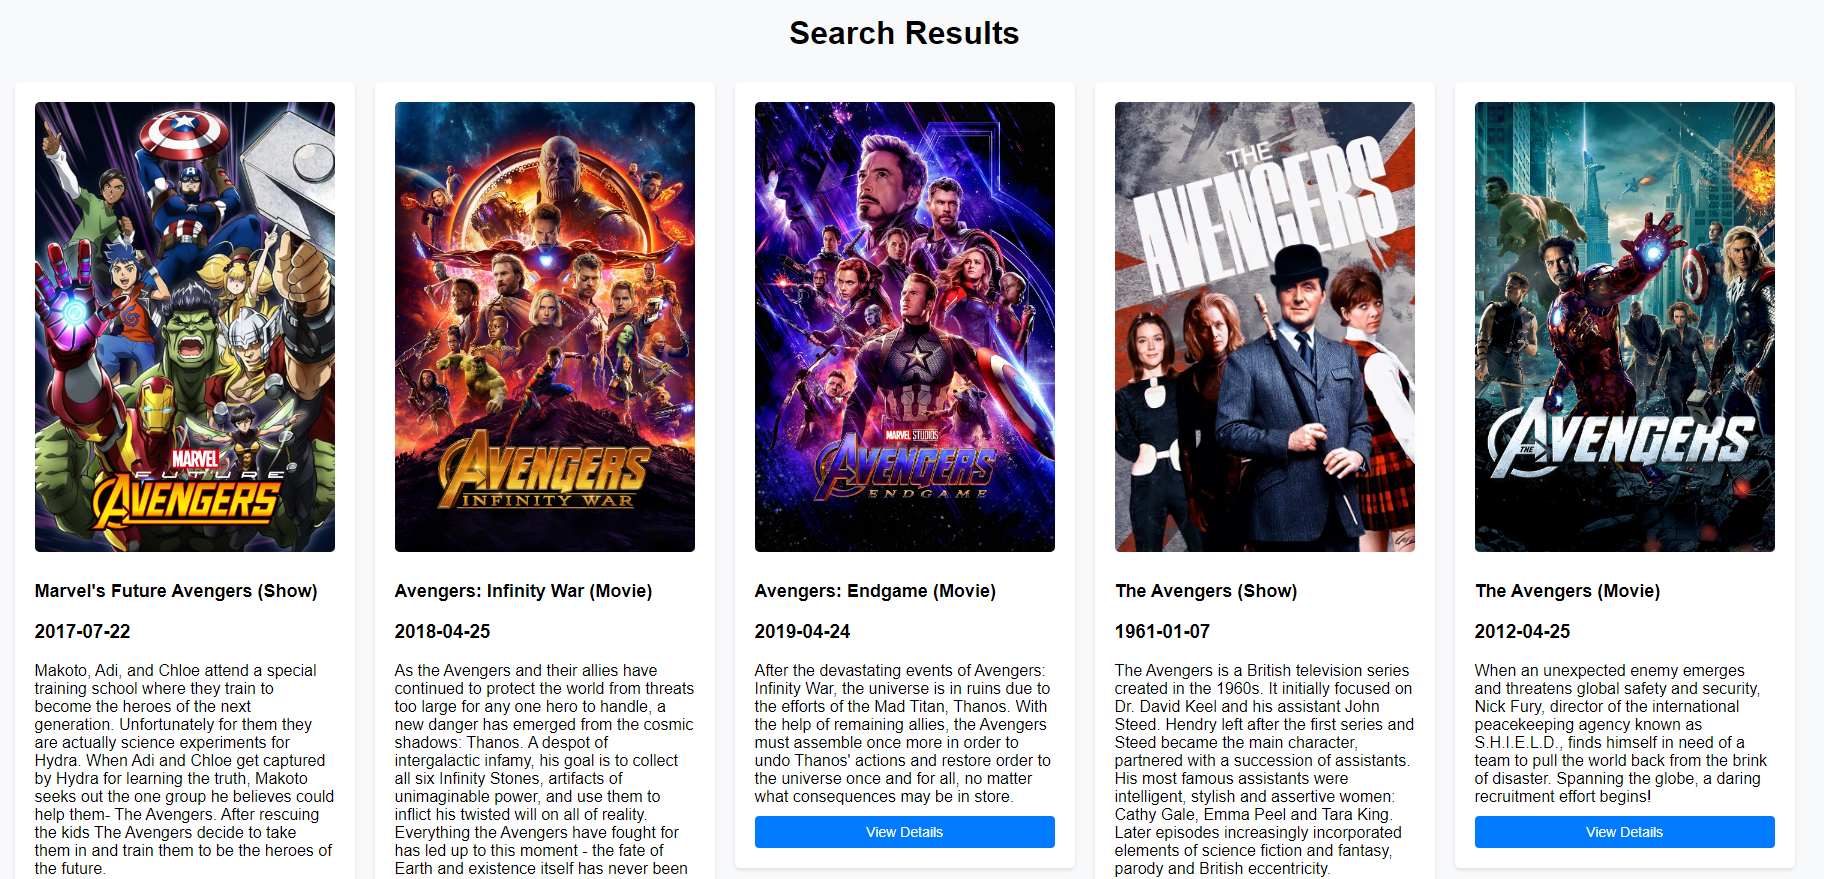 Search Results
MARVEL
FUTURE
AVENGERS
Marvel's Future Avengers (Show)
2017-07-22
Makoto, Adi, and Chloe attend a special
training school where they train to
become the heroes of the next
generation. Unfortunately for them they
are actually science experiments for
Hydra. When Adi and Chloe get captured
by Hydra for learning the truth, Makoto
seeks out the one group he believes could
help them- The Avengers. After rescuing
the kids The Avengers decide to take
them in and train them to be the heroes of
the future.
AVENGERS
INFINITY WAR
Avengers: Infinity War (Movie)
2018-04-25
As the Avengers and their allies have
continued to protect the world from threats
too large for any one hero to handle, a
new danger has emerged from the cosmic
shadows: Thanos. A despot of
intergalactic infamy, his goal is to collect
all six Infinity Stones, artifacts of
unimaginable power, and use them to
inflict his twisted will on all of reality.
Everything the Avengers have fought for
has led up to this moment - the fate of
Earth and existence itself has never been
MARVEL STUDIOS
AVENGERS
ENDGAME
Avengers: Endgame (Movie)
2019-04-24
After the devastating events of Avengers:
Infinity War, the universe is in ruins due to
the efforts of the Mad Titan, Thanos. With
the help of remaining allies, the Avengers
must assemble once more in order to
undo Thanos' actions and restore order to
the universe once and for all, no matter
what consequences may be in store.
View Details
THE
AVENGERS
The Avengers (Show)
1961-01-07
The Avengers is a British television series
created in the 1960s. It initially focused on
Dr. David Keel and his assistant John
Steed. Hendry left after the first series and
Steed became the main character,
partnered with a succession of assistants.
His most famous assistants were
intelligent, stylish and assertive women:
Cathy Gale, Emma Peel and Tara King.
Later episodes increasingly incorporated
elements of science fiction and fantasy,
parody and British eccentricity.
THE AVENGERS
The Avengers (Movie)
2012-04-25
When an unexpected enemy emerges
and threatens global safety and security,
Nick Fury, director of the international
peacekeeping agency known as
S.H.I.E.L.D., finds himself in need of a
team to pull the world back from the brink
of disaster. Spanning the globe, a daring
recruitment effort begins!
View Details